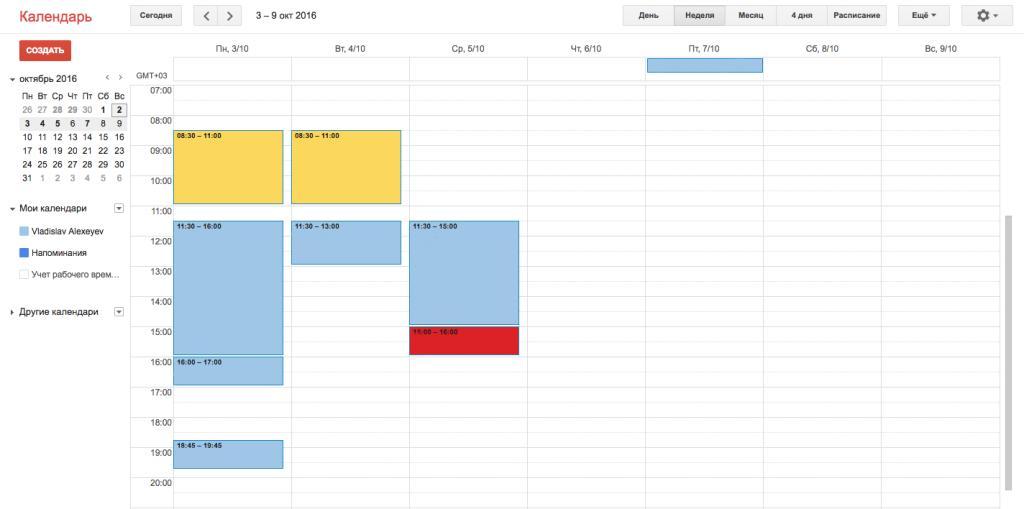 Календарь
Сегодня
3 – 9 окт 2016
День Неделя Месяц 4 дня Расписание
Ещё
СОЗДАТЬ
октябрь 2016
Пн Вт Ср Чт Пт Сб Вс
26 27 28 29 30 1 2
3 4 5 6 7 8 9
10 11 12 13 14 15 16
17 18 19 20 21 22 23
24 25 26 27 28 29 30
31 1 2 3 4 5 6
Мои календари
Vladislav Alexeyev
Напоминания
Учет рабочего врем...
Другие календари
Пн, 3/10 Вт, 4/10 Ср, 5/10 Чт, 6/10 Пт, 7/10 Сб, 8/10 Вс, 9/10
GMT+03
07:00
08:00
08:30 – 11:00 08:30 – 11:00
09:00
10:00
11:00
11:30 – 16:00 11:30 – 13:00 11:30 – 15:00
12:00
13:00
14:00
15:00
15:00 – 16:00
16:00
16:00 – 17:00
17:00
18:00
18:45 – 19:45
19:00
20:00